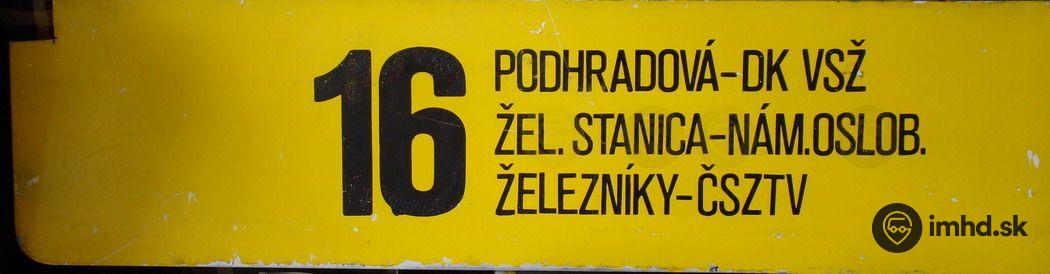 16
PODHRADOVÁ-DK VSŽ
ŽEL. STANICA-NÁM.OSLOB.
ŽELEZNÍKY-ČSZTV
imhd.sk